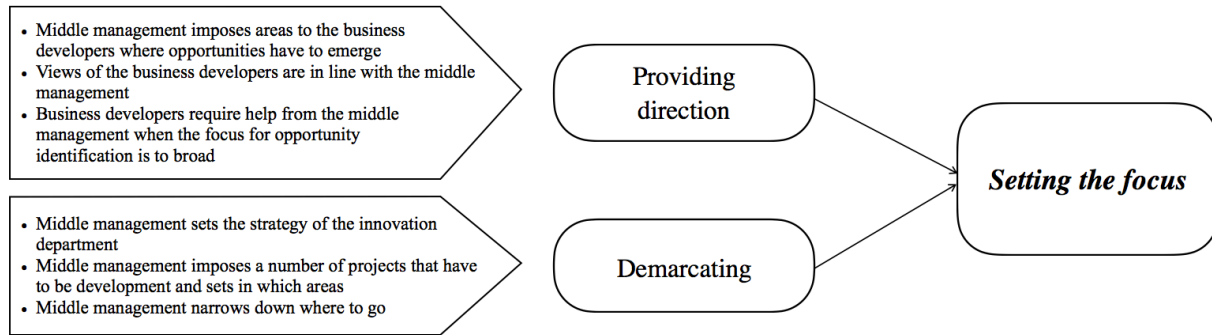 • Middle management imposes areas to the business
developers where opportunities have to emerge
• Views of the business developers are in line with the middle
management
• Business developers require help from the middle
management when the focus for opportunity
identification is to broad
Providing
direction
Setting the focus
• Middle management sets the strategy of the innovation
department
• Middle management imposes a number of projects that have
to be development and sets in which areas
• Middle management narrows down where to go
Demarcating